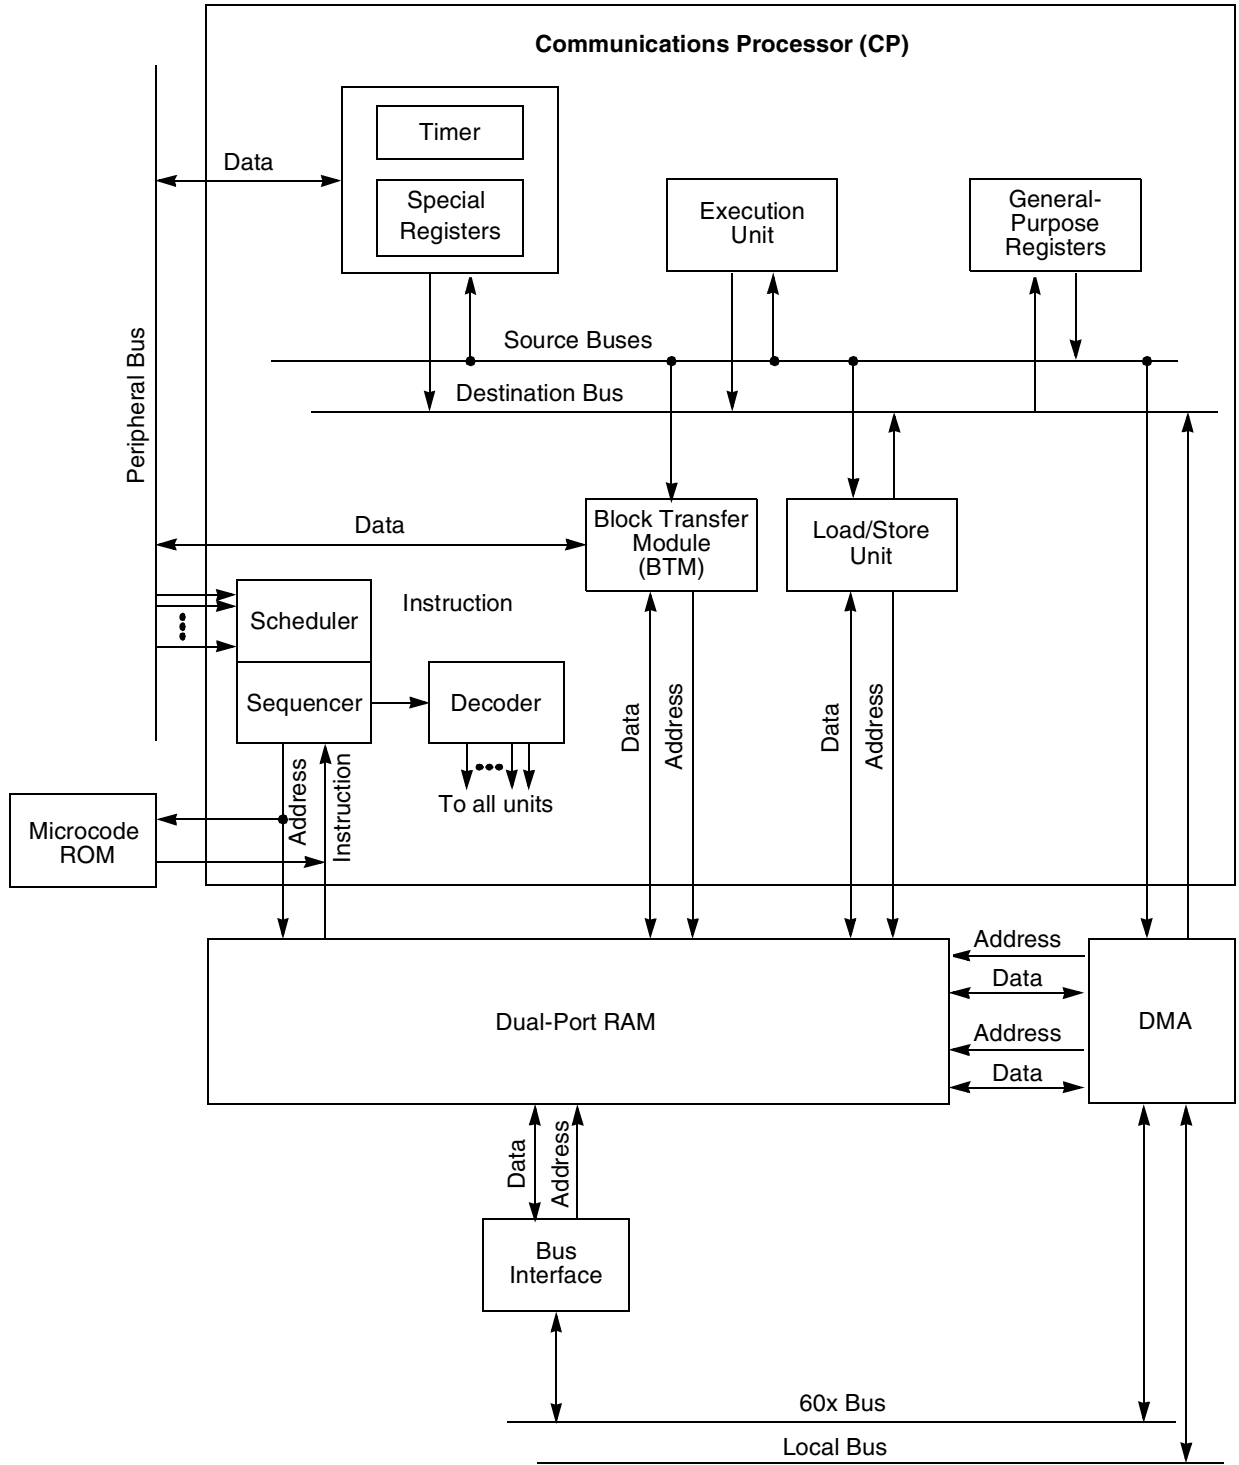 Communications Processor (CP)
Timer
Data
Special
Registers
Execution
Unit
General-
Purpose
Registers
Source Buses
Destination Bus
Peripheral Bus
Data
Block Transfer
Module
(BTM)
Load/Store
Unit
Scheduler
Instruction
Sequencer
Decoder
Data
Address
Data
Address
Address
Instruction
To all units
Microcode
ROM
Dual-Port RAM
Address
Data
Address
Data
DMA
Data
Address
Bus
Interface
60x Bus
Local Bus